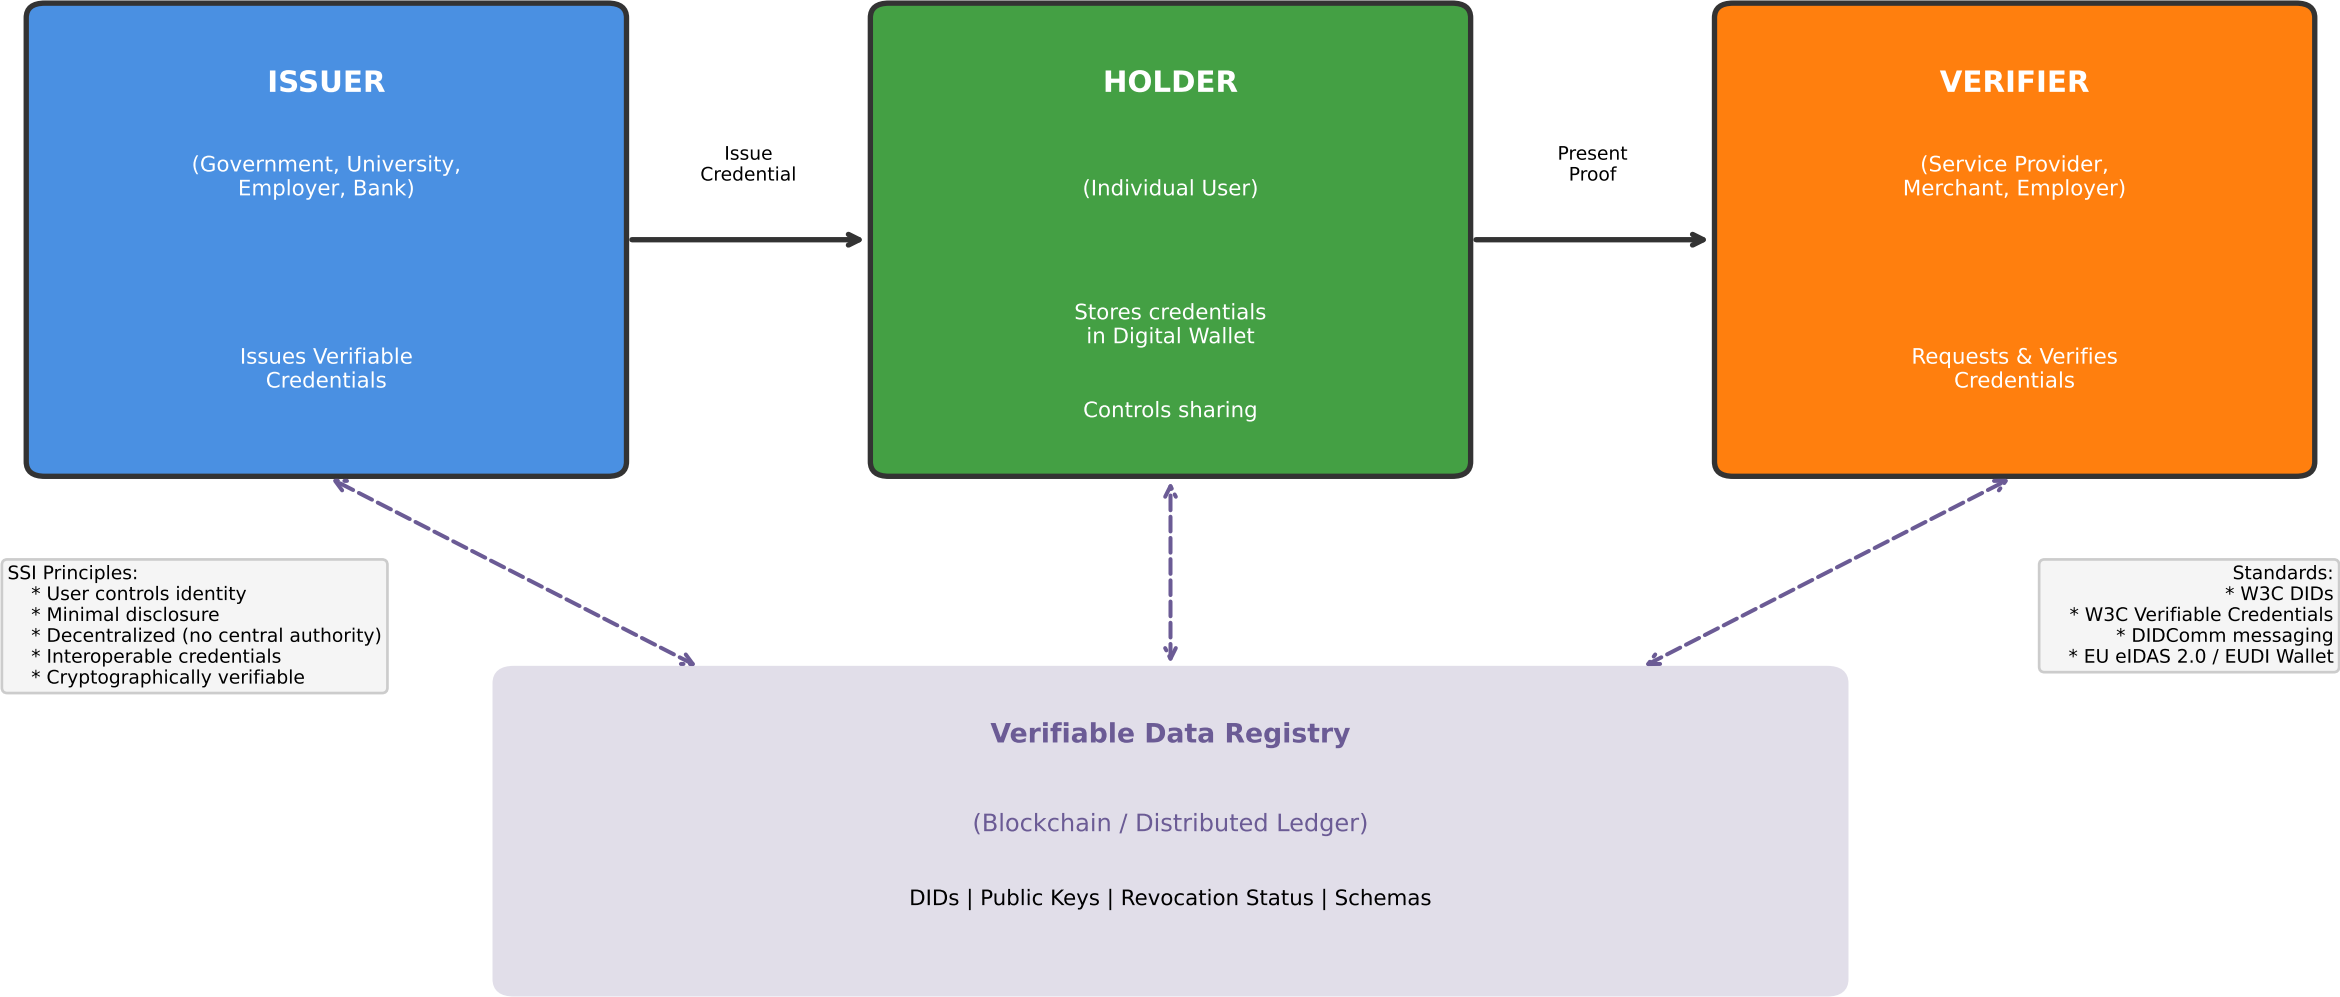 ISSUER
(Government, University,
Employer, Bank)
Issues Verifiable
Credentials
Issue
Credential
HOLDER
(Individual User)
Stores credentials
in Digital Wallet
Controls sharing
Present
Proof
VERIFIER
(Service Provider,
Merchant, Employer)
Requests & Verifies
Credentials
SSI Principles:
* User controls identity
* Minimal disclosure
* Decentralized (no central authority)
* Interoperable credentials
* Cryptographically verifiable
Standards:
* W3C DIDs
* W3C Verifiable Credentials
* DIDComm messaging
* EU eIDAS 2.0 / EUDI Wallet
Verifiable Data Registry
(Blockchain / Distributed Ledger)
DIDs | Public Keys | Revocation Status | Schemas